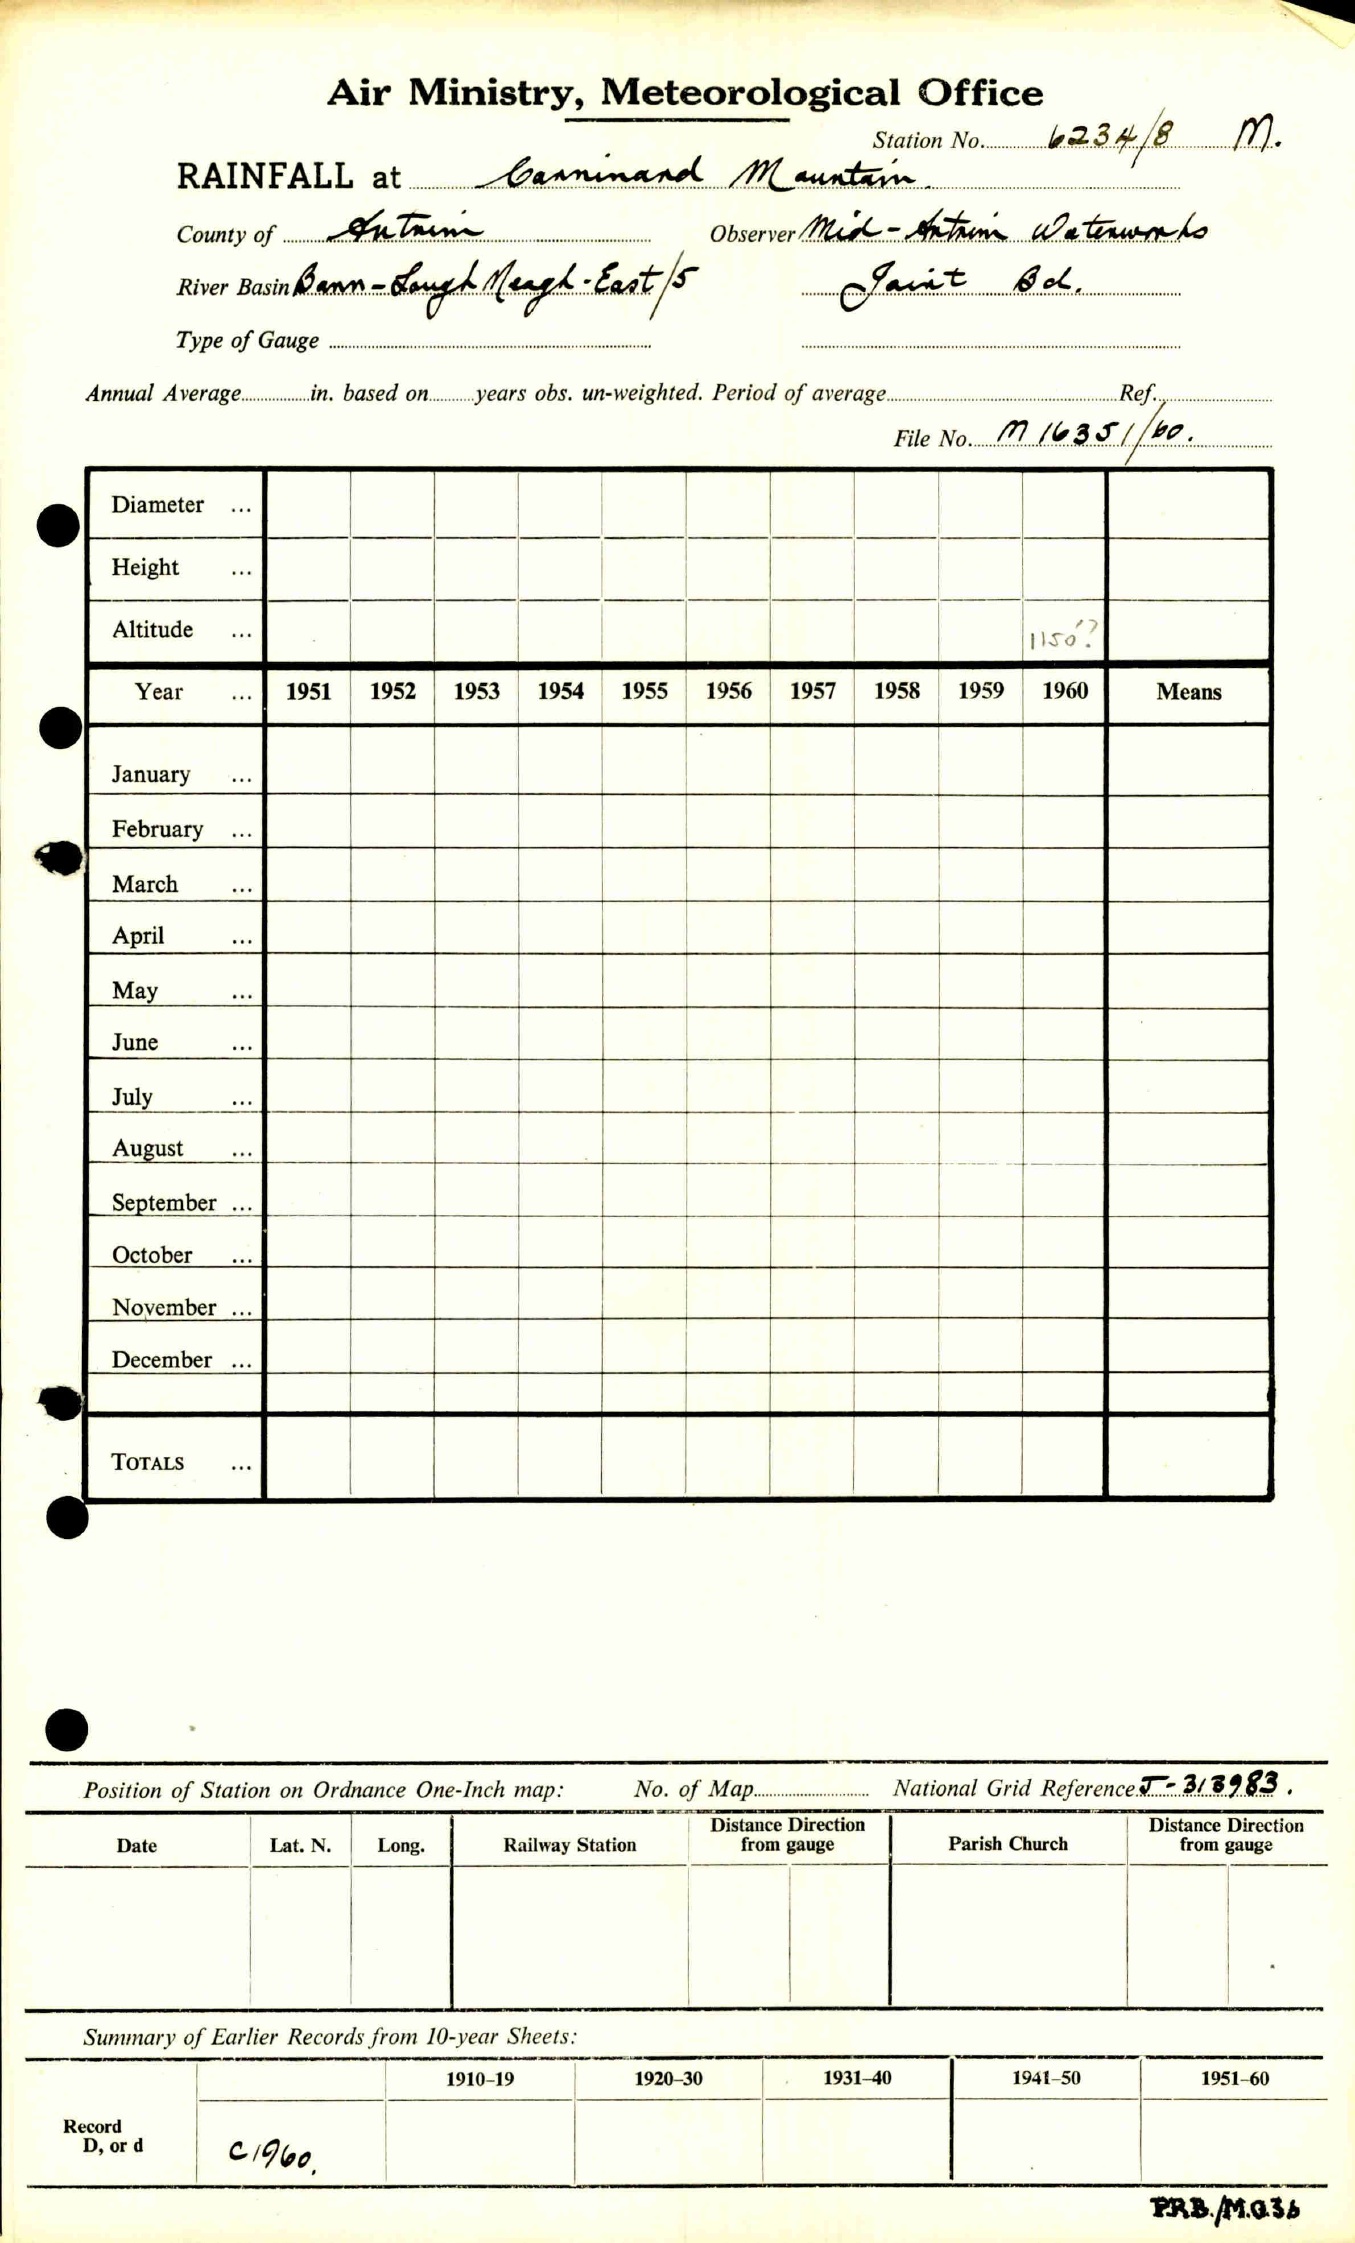 Air Ministry, Meteorological Office
Station No. 6234/8 M.
RAINFALL at Carninard Mountain.
County of Antrim Observer Mid-Antrim Waterworks
River Basin Bann-Lough Neagh-East/5 Joint Bd.
Type of Gauge
Annual Average in. based on years obs. un-weighted. Period of average Ref.
File No. M 16351/60.
Diameter ...
Height ...
Altitude ... 1150'?
Year ... 1951 1952 1953 1954 1955 1956 1957 1958 1959 1960 Means
January ...
February ...
March ...
April ...
May ...
June ...
July ...
August ...
September ...
October ...
November ...
December ...
TOTALS ...
Position of Station on Ordnance One-Inch map: No. of Map National Grid Reference J-313983.
Date Lat. N. Long. Railway Station Distance Direction from gauge Parish Church Distance Direction from gauge
Summary of Earlier Records from 10-year Sheets:
1910–19 1920–30 1931–40 1941–50 1951–60
Record
D, or d C1960.
P.R.B./M.O.36